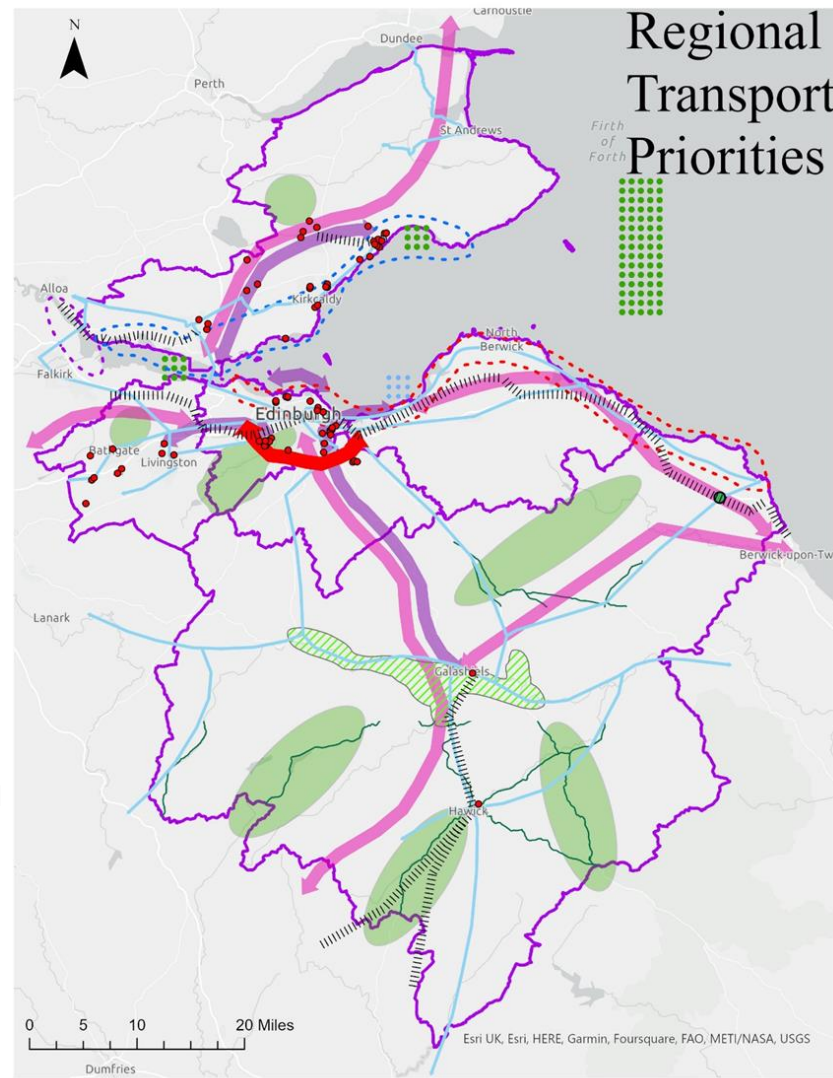 Regional
Transport
Priorities
N
Carnoustie
Dundee
Perth
St Andrews
Firth
of
Forth
Alloa
Kirkcaldy
North
Berwick
Falkirk
Edinburgh
Bathgate
Livingston
Berwick-upon-Tw
Lanark
Galashiels
Hawick
0 5 10 20 Miles
Esri UK, Esri, HERE, Garmin, Foursquare, FAO, METI/NASA, USGS
Dumfries